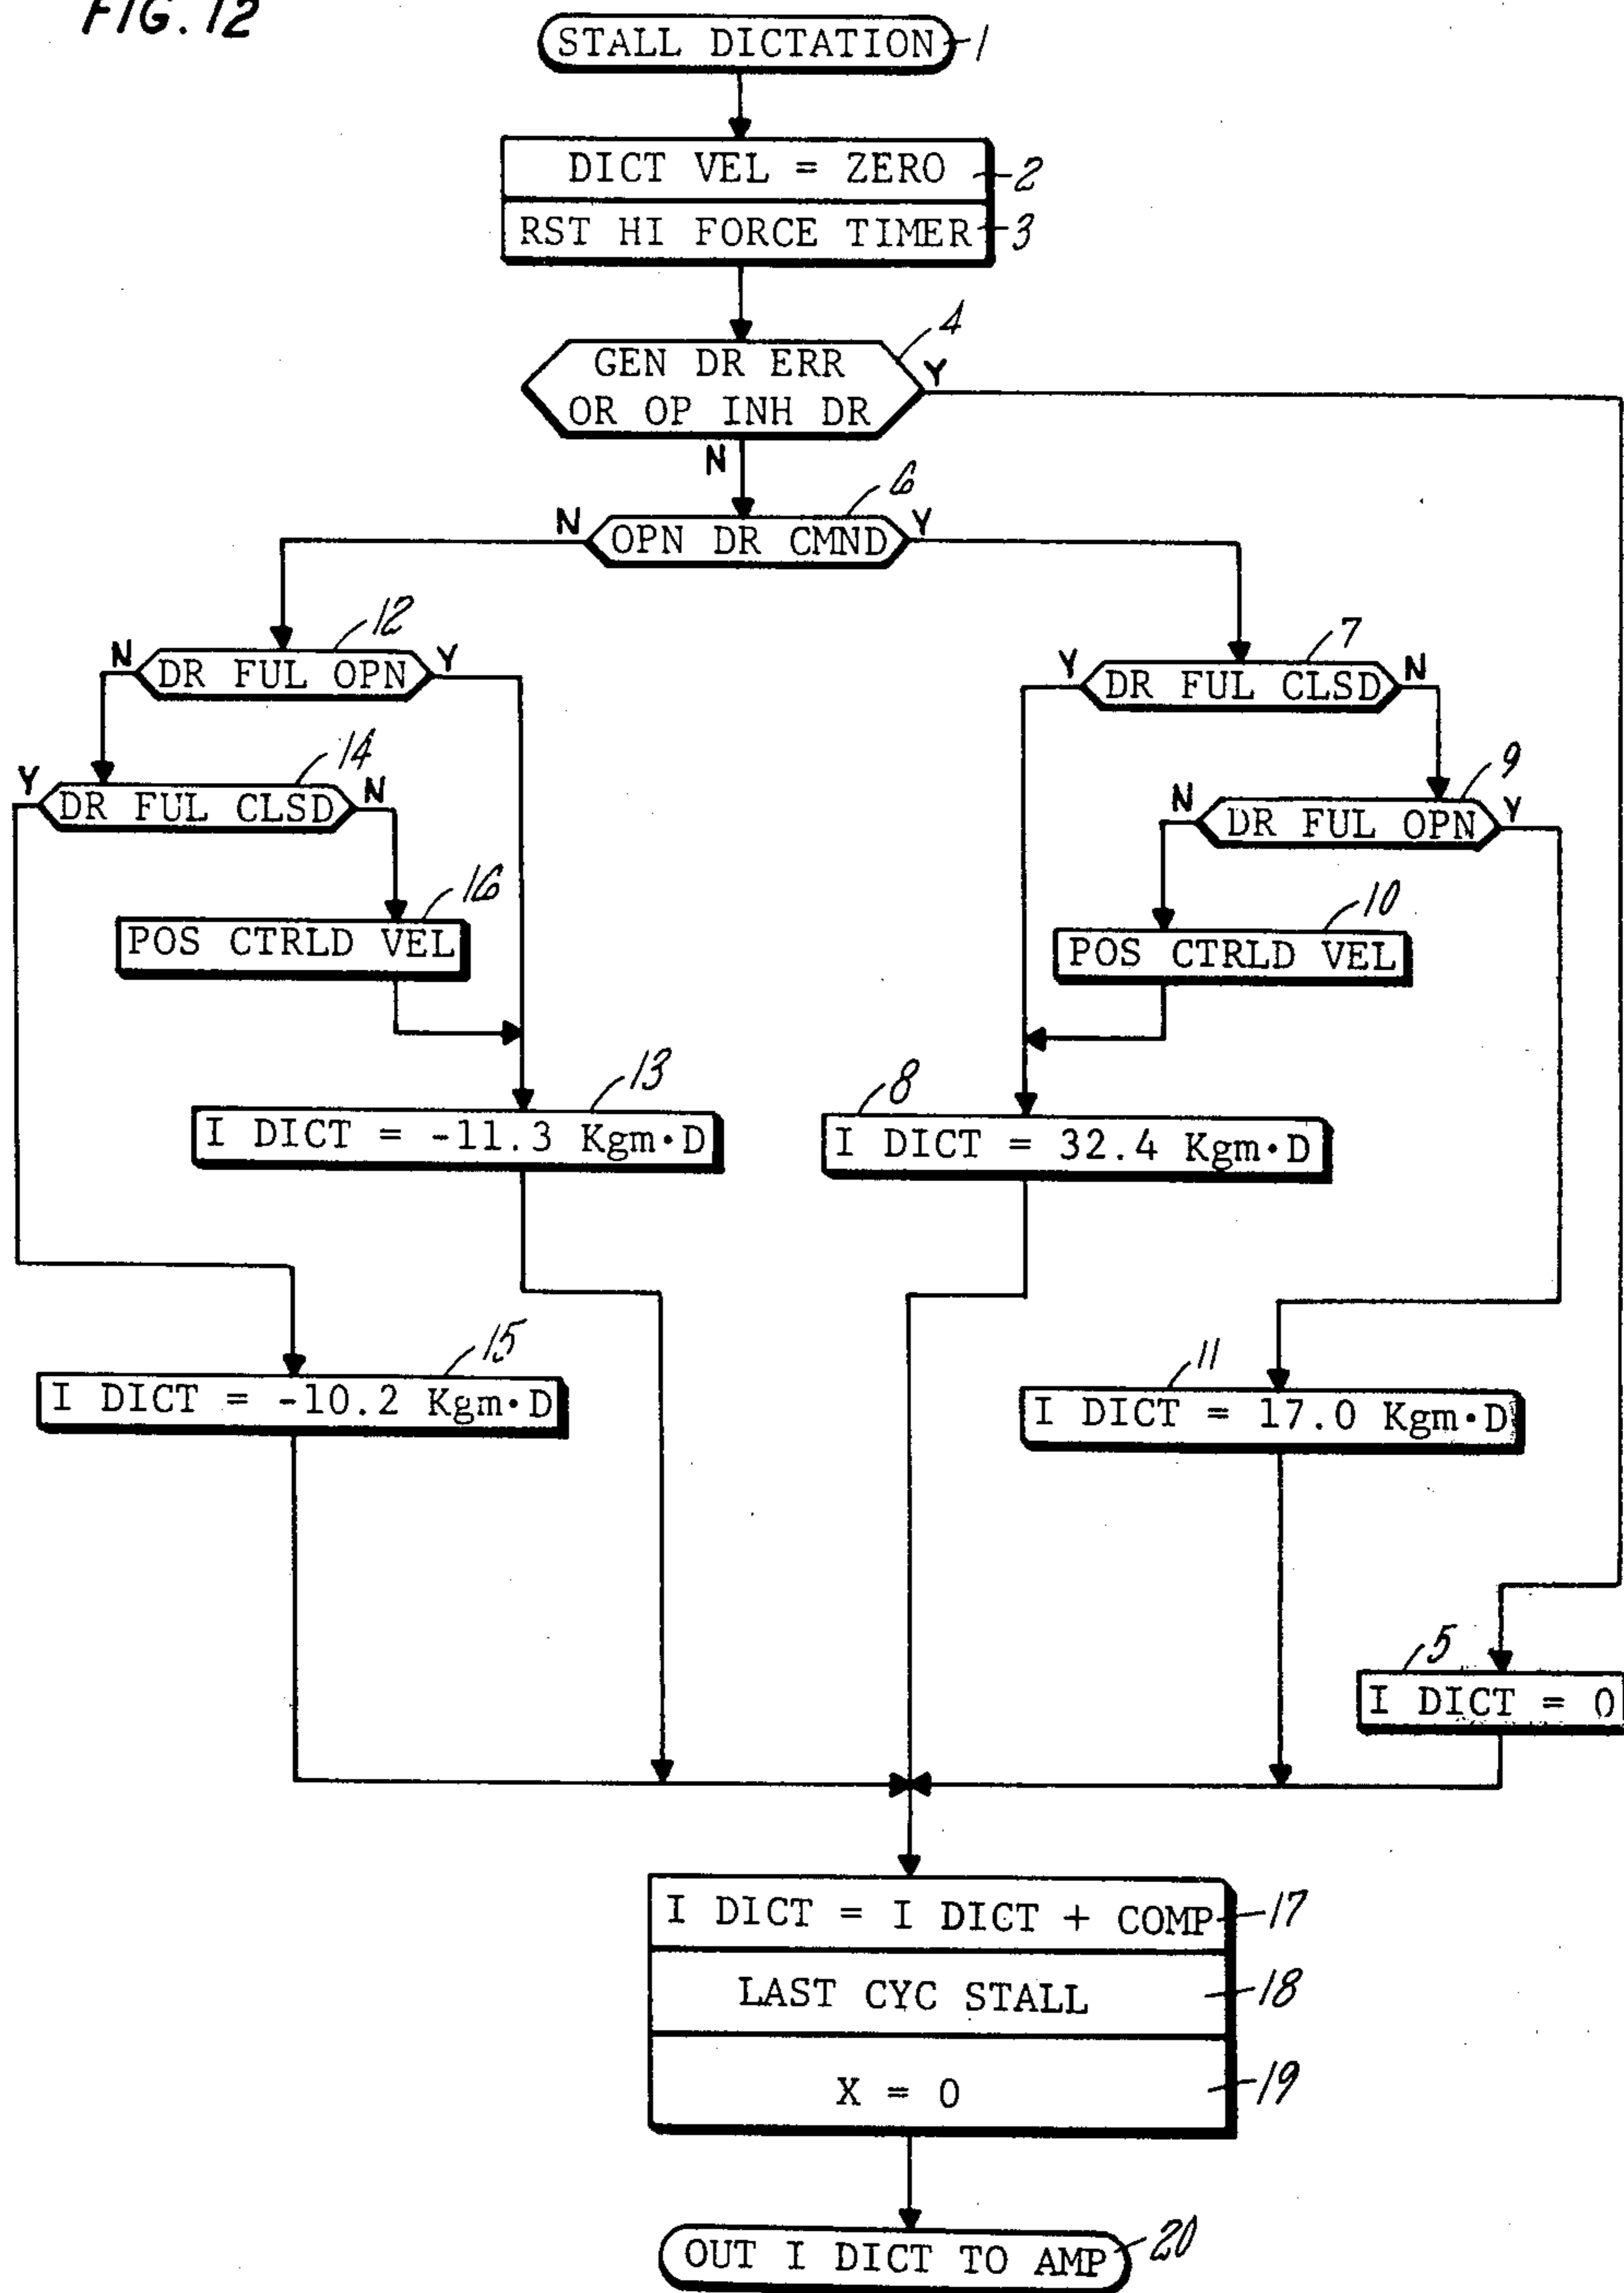 FIG. 12
STALL DICTATION 1
DICT VEL = ZERO 2
RST HI FORCE TIMER 3
4
GEN DR ERR
OR OP INH DR
Y
N
6
N OPN DR CMND Y
12
N DR FUL OPN Y
7
Y DR FUL CLSD N
14
Y DR FUL CLSD N
9
N DR FUL OPN Y
16
POS CTRLD VEL
10
POS CTRLD VEL
13
I DICT = -11.3 Kgm·D
8
I DICT = 32.4 Kgm·D
15
I DICT = -10.2 Kgm·D
11
I DICT = 17.0 Kgm·D
5
I DICT = 0
I DICT = I DICT + COMP 17
LAST CYC STALL 18
X = 0 19
OUT I DICT TO AMP 20